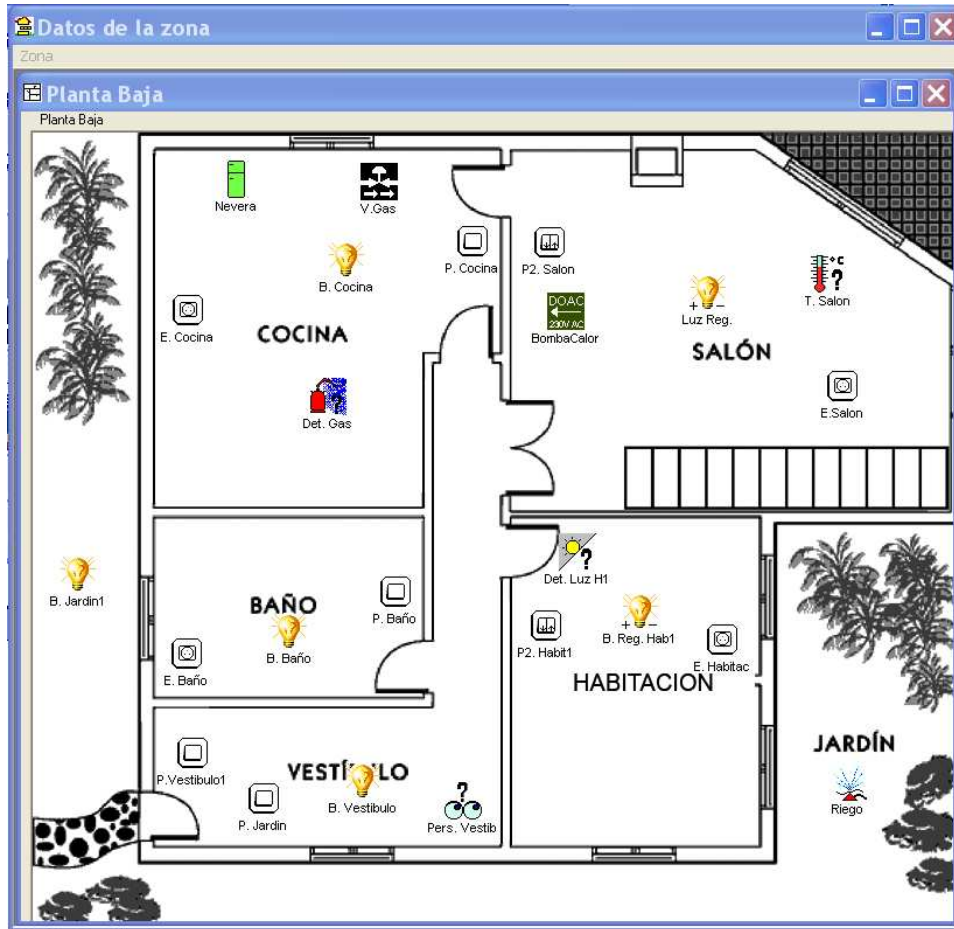 Datos de la zona
Zona
Planta Baja
Planta Baja
Nevera
V.Gas
B. Cocina
P. Cocina
E. Cocina
COCINA
Det. Gas
P2. Salon
DOAC
230V AC
BombaCalor
Luz Reg.
°C
?
T. Salon
SALÓN
E.Salon
B. Jardin1
BAÑO
P. Baño
B. Baño
E. Baño
?
Det. Luz H1
P2. Habit1
B. Reg. Hab1
E. Habitac
HABITACION
P.Vestibulo1
VESTÍBULO
P. Jardin
B. Vestibulo
?
Pers. Vestib
JARDÍN
Riego